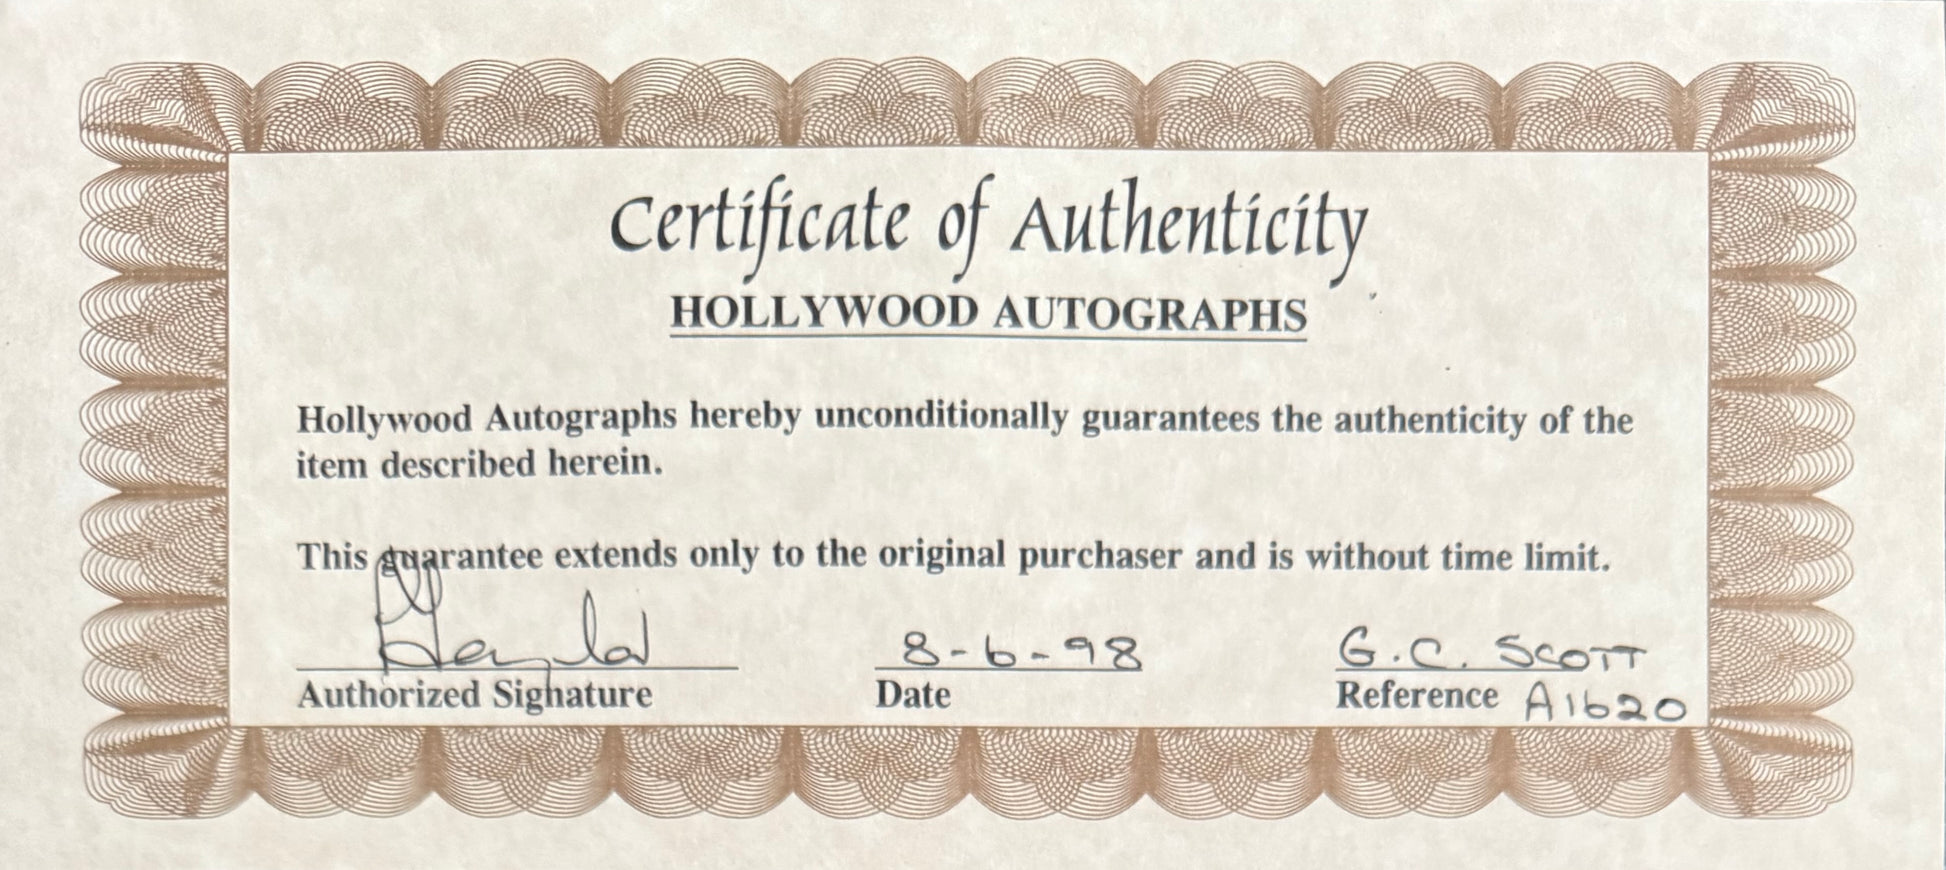 Certificate of Authenticity
HOLLYWOOD AUTOGRAPHS
Hollywood Autographs hereby unconditionally guarantees the authenticity of the
item described herein.
This guarantee extends only to the original purchaser and is without time limit.
8-6-98
G.C. SCOTT
Authorized Signature
Date
Reference A1620